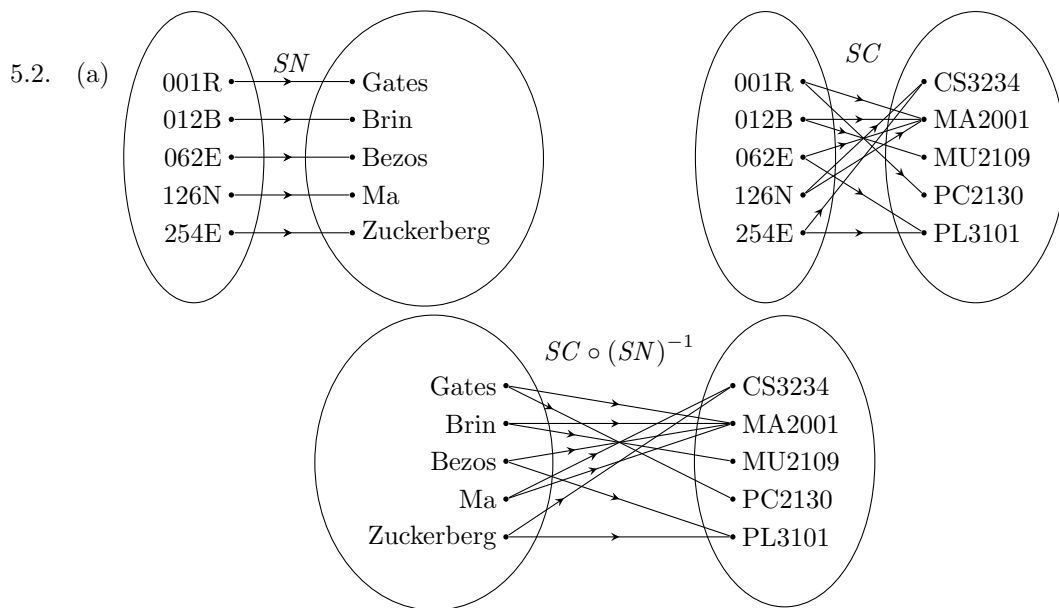 5.2. (a)
SN
001R
012B
062E
126N
254E
Gates
Brin
Bezos
Ma
Zuckerberg
SC
001R
012B
062E
126N
254E
CS3234
MA2001
MU2109
PC2130
PL3101
SC ∘ (SN)⁻¹
Gates
Brin
Bezos
Ma
Zuckerberg
CS3234
MA2001
MU2109
PC2130
PL3101